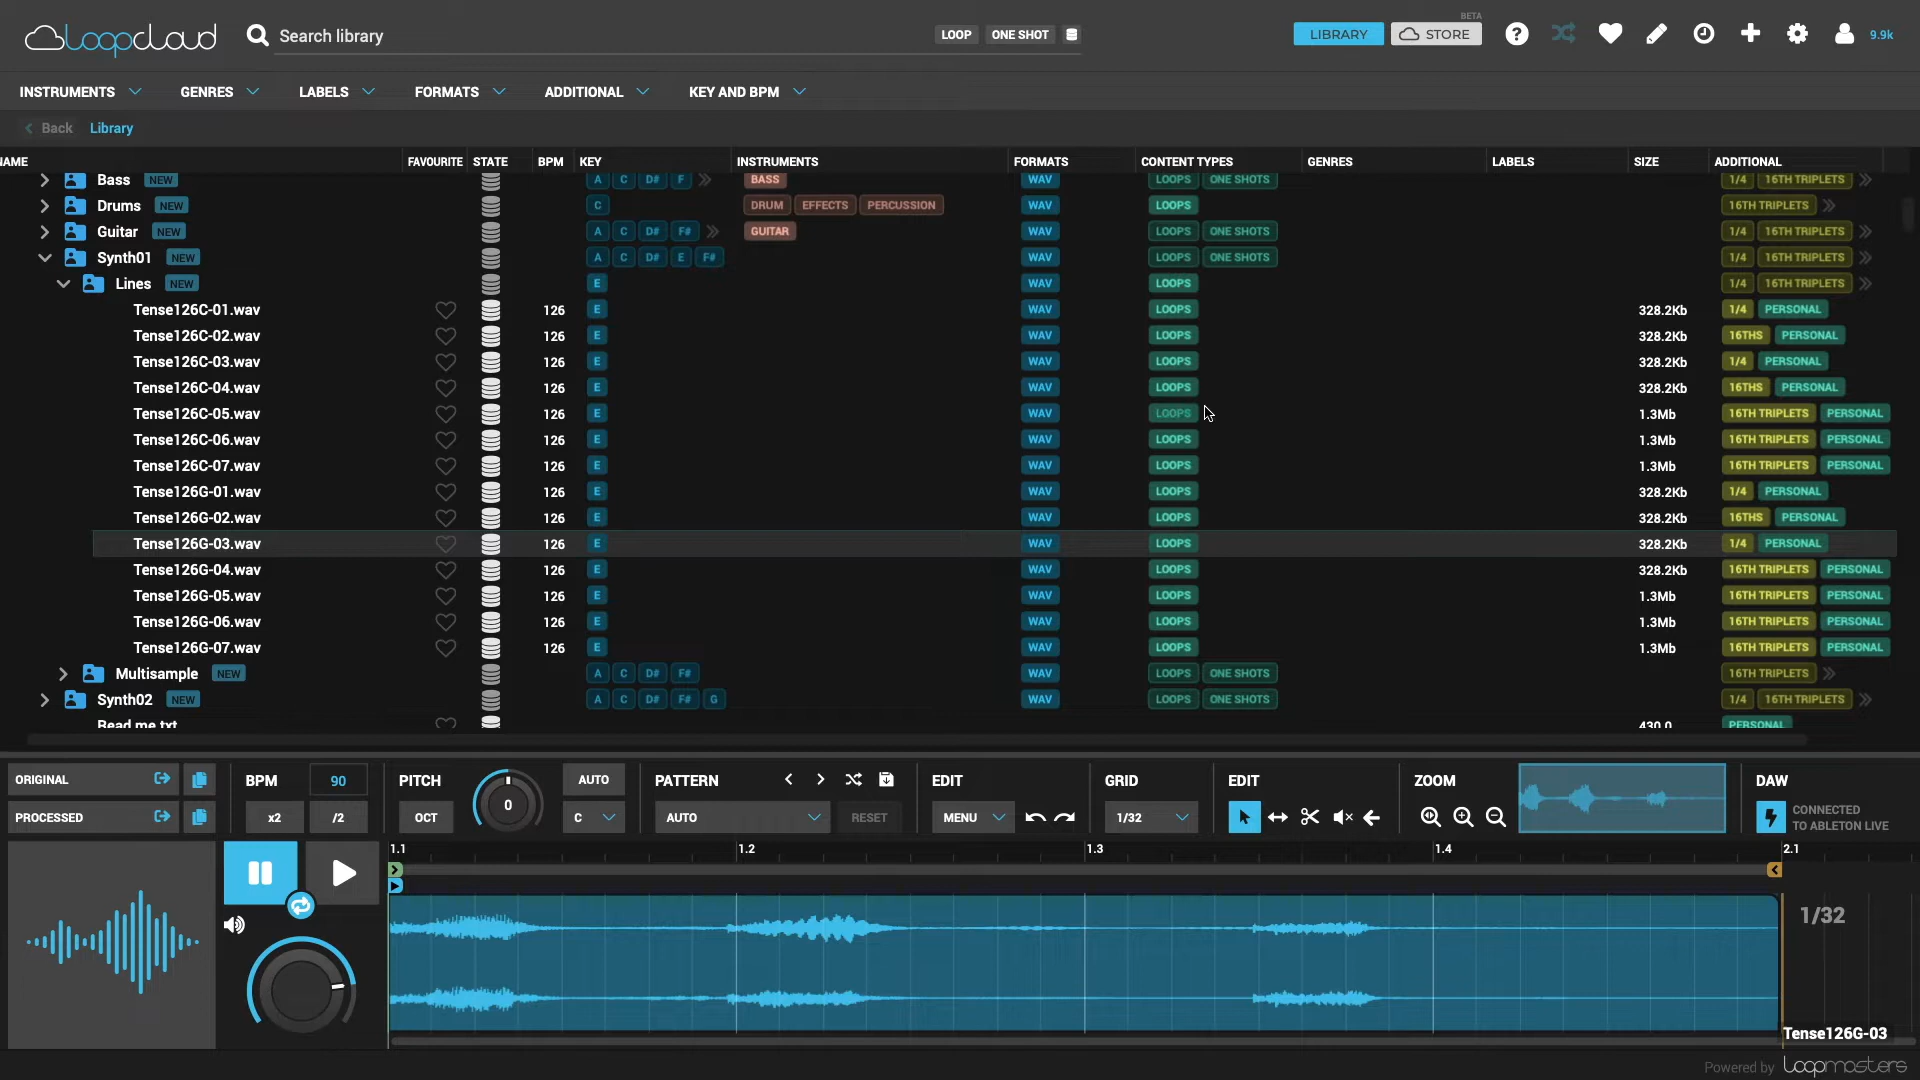 Loopcloud Search library LOOP ONE SHOT LIBRARY STORE BETA 9.9k
INSTRUMENTS GENRES LABELS FORMATS ADDITIONAL KEY AND BPM
Back Library
NAME FAVOURITE STATE BPM KEY INSTRUMENTS FORMATS CONTENT TYPES GENRES LABELS SIZE ADDITIONAL
Bass NEW A C D# F BASS WAV LOOPS ONE SHOTS 1/4 16TH TRIPLETS
Drums NEW C DRUM EFFECTS PERCUSSION WAV LOOPS 16TH TRIPLETS
Guitar NEW A C D# F# GUITAR WAV LOOPS ONE SHOTS 1/4 16TH TRIPLETS
Synth01 NEW A C D# E F# WAV LOOPS ONE SHOTS 1/4 16TH TRIPLETS
Lines NEW E WAV LOOPS 1/4 16TH TRIPLETS
Tense126C-01.wav 126 E WAV LOOPS 328.2Kb 1/4 PERSONAL
Tense126C-02.wav 126 E WAV LOOPS 328.2Kb 16THS PERSONAL
Tense126C-03.wav 126 E WAV LOOPS 328.2Kb 1/4 PERSONAL
Tense126C-04.wav 126 E WAV LOOPS 328.2Kb 16THS PERSONAL
Tense126C-05.wav 126 E WAV LOOPS 1.3Mb 16TH TRIPLETS PERSONAL
Tense126C-06.wav 126 E WAV LOOPS 1.3Mb 16TH TRIPLETS PERSONAL
Tense126C-07.wav 126 E WAV LOOPS 1.3Mb 16TH TRIPLETS PERSONAL
Tense126G-01.wav 126 E WAV LOOPS 328.2Kb 1/4 PERSONAL
Tense126G-02.wav 126 E WAV LOOPS 328.2Kb 16THS PERSONAL
Tense126G-03.wav 126 E WAV LOOPS 328.2Kb 1/4 PERSONAL
Tense126G-04.wav 126 E WAV LOOPS 328.2Kb 16TH TRIPLETS PERSONAL
Tense126G-05.wav 126 E WAV LOOPS 1.3Mb 16TH TRIPLETS PERSONAL
Tense126G-06.wav 126 E WAV LOOPS 1.3Mb 16TH TRIPLETS PERSONAL
Tense126G-07.wav 126 E WAV LOOPS 1.3Mb 16TH TRIPLETS PERSONAL
Multisample NEW A C D# F# WAV LOOPS ONE SHOTS 16TH TRIPLETS
Synth02 NEW A C D# F# G WAV LOOPS ONE SHOTS 1/4 16TH TRIPLETS
Read me.txt 430.0 PERSONAL
ORIGINAL BPM 90 PITCH 0 AUTO PATTERN EDIT GRID EDIT ZOOM DAW
PROCESSED x2 /2 OCT C AUTO RESET MENU 1/32 CONNECTED
TO ABLETON LIVE
1.1 1.2 1.3 1.4 2.1
1/32
Tense126G-03
Powered by Loopmasters